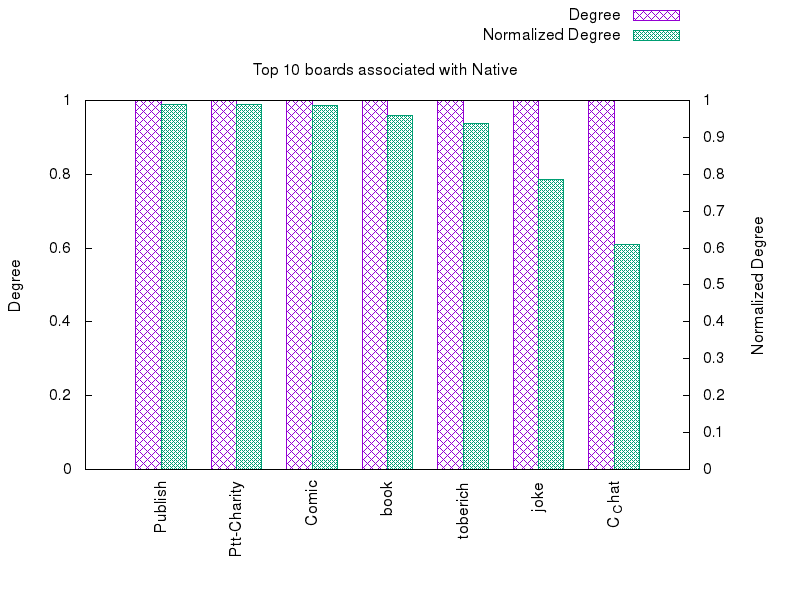 Degree
Normalized Degree
Top 10 boards associated with Native
1
0.8
0.6
0.4
0.2
0
1
0.9
0.8
0.7
0.6
0.5
0.4
0.3
0.2
0.1
0
Degree
Normalized Degree
Publish
Ptt-Charity
Comic
book
toberich
joke
C_Chat